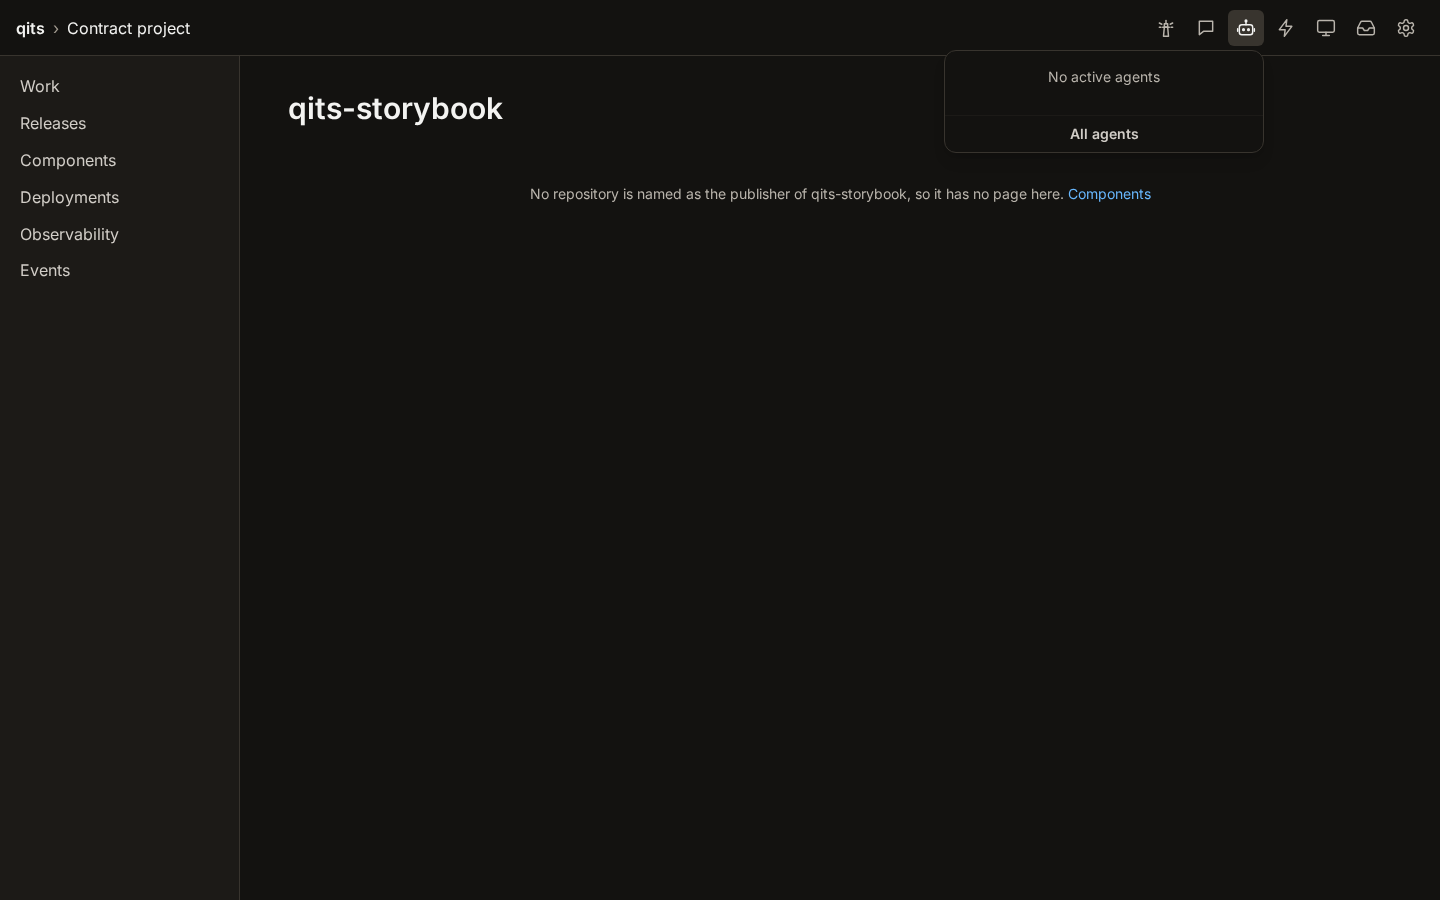 qits › Contract project
No active agents
All agents
Work
Releases
Components
Deployments
Observability
Events
qits-storybook
No repository is named as the publisher of qits-storybook, so it has no page here. Components